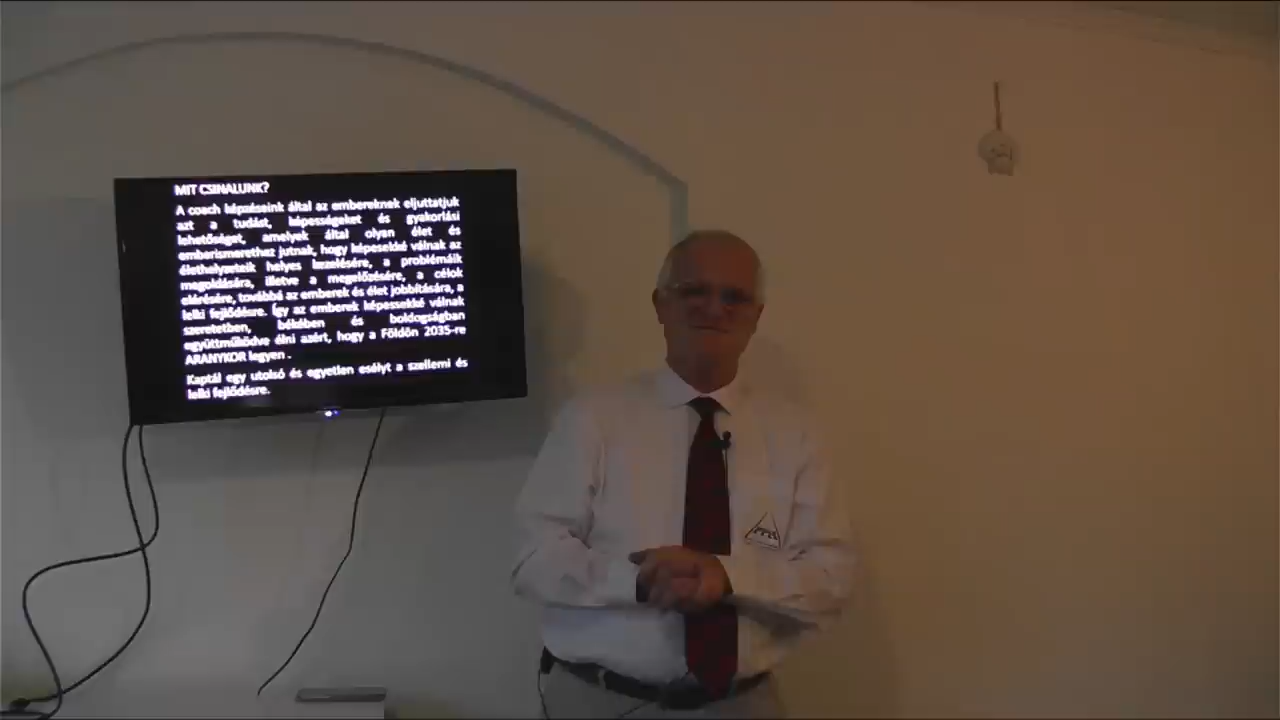 MIT CSINALUNK?
A coach képzéseink által az embereknek eljuttatjuk
azt a tudást, képességeket és gyakorlási
lehetőséget, amelyek által olyan élet és
emberismerethez jutnak, hogy képesekké válnak az
élethelyzeteik helyes kezelésére, a problémáik
megoldására, illetve a megelőzésére, a célok
elérésére, továbbá az emberek és élet jobbítására, a
lelki fejlődésre. Így az emberek képessekké válnak
szeretetben, békében és boldogságban
együttműködve élni azért, hogy a Földön 2035-re
ARANYKOR legyen .
Kaptál egy utolsó és egyetlen esélyt a szellemi és
lelki fejlődésre.